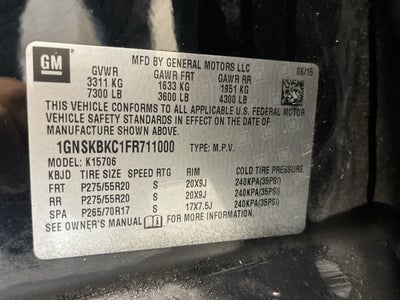 GM
MFD BY GENERAL MOTORS LLC
06/15
GVWR GAWR FRT GAWR RR
3311 KG 1633 KG 1951 KG
7300 LB 3600 LB 4300 LB
THIS VEHICLE CONFORMS TO ALL APPLICABLE U.S. FEDERAL MOTOR
VEHICLE SAFETY STANDARDS IN EFFECT ON THE DATE OF
MANUFACTURE SHOWN ABOVE.
1GNSKBKC1FR711000 TYPE: M.P.V.
MODEL: K15706
KBJD TIRE SIZE SPEED RTG RIM COLD TIRE PRESSURE
FRT P275/55R20 S 20X9J 240KPA(35PSI)
RR P275/55R20 S 20X9J 240KPA(35PSI)
SPA P265/70R17 S 17X7.5J 240KPA(35PSI)
SEE OWNER'S MANUAL FOR ADDITIONAL INFORMATION.